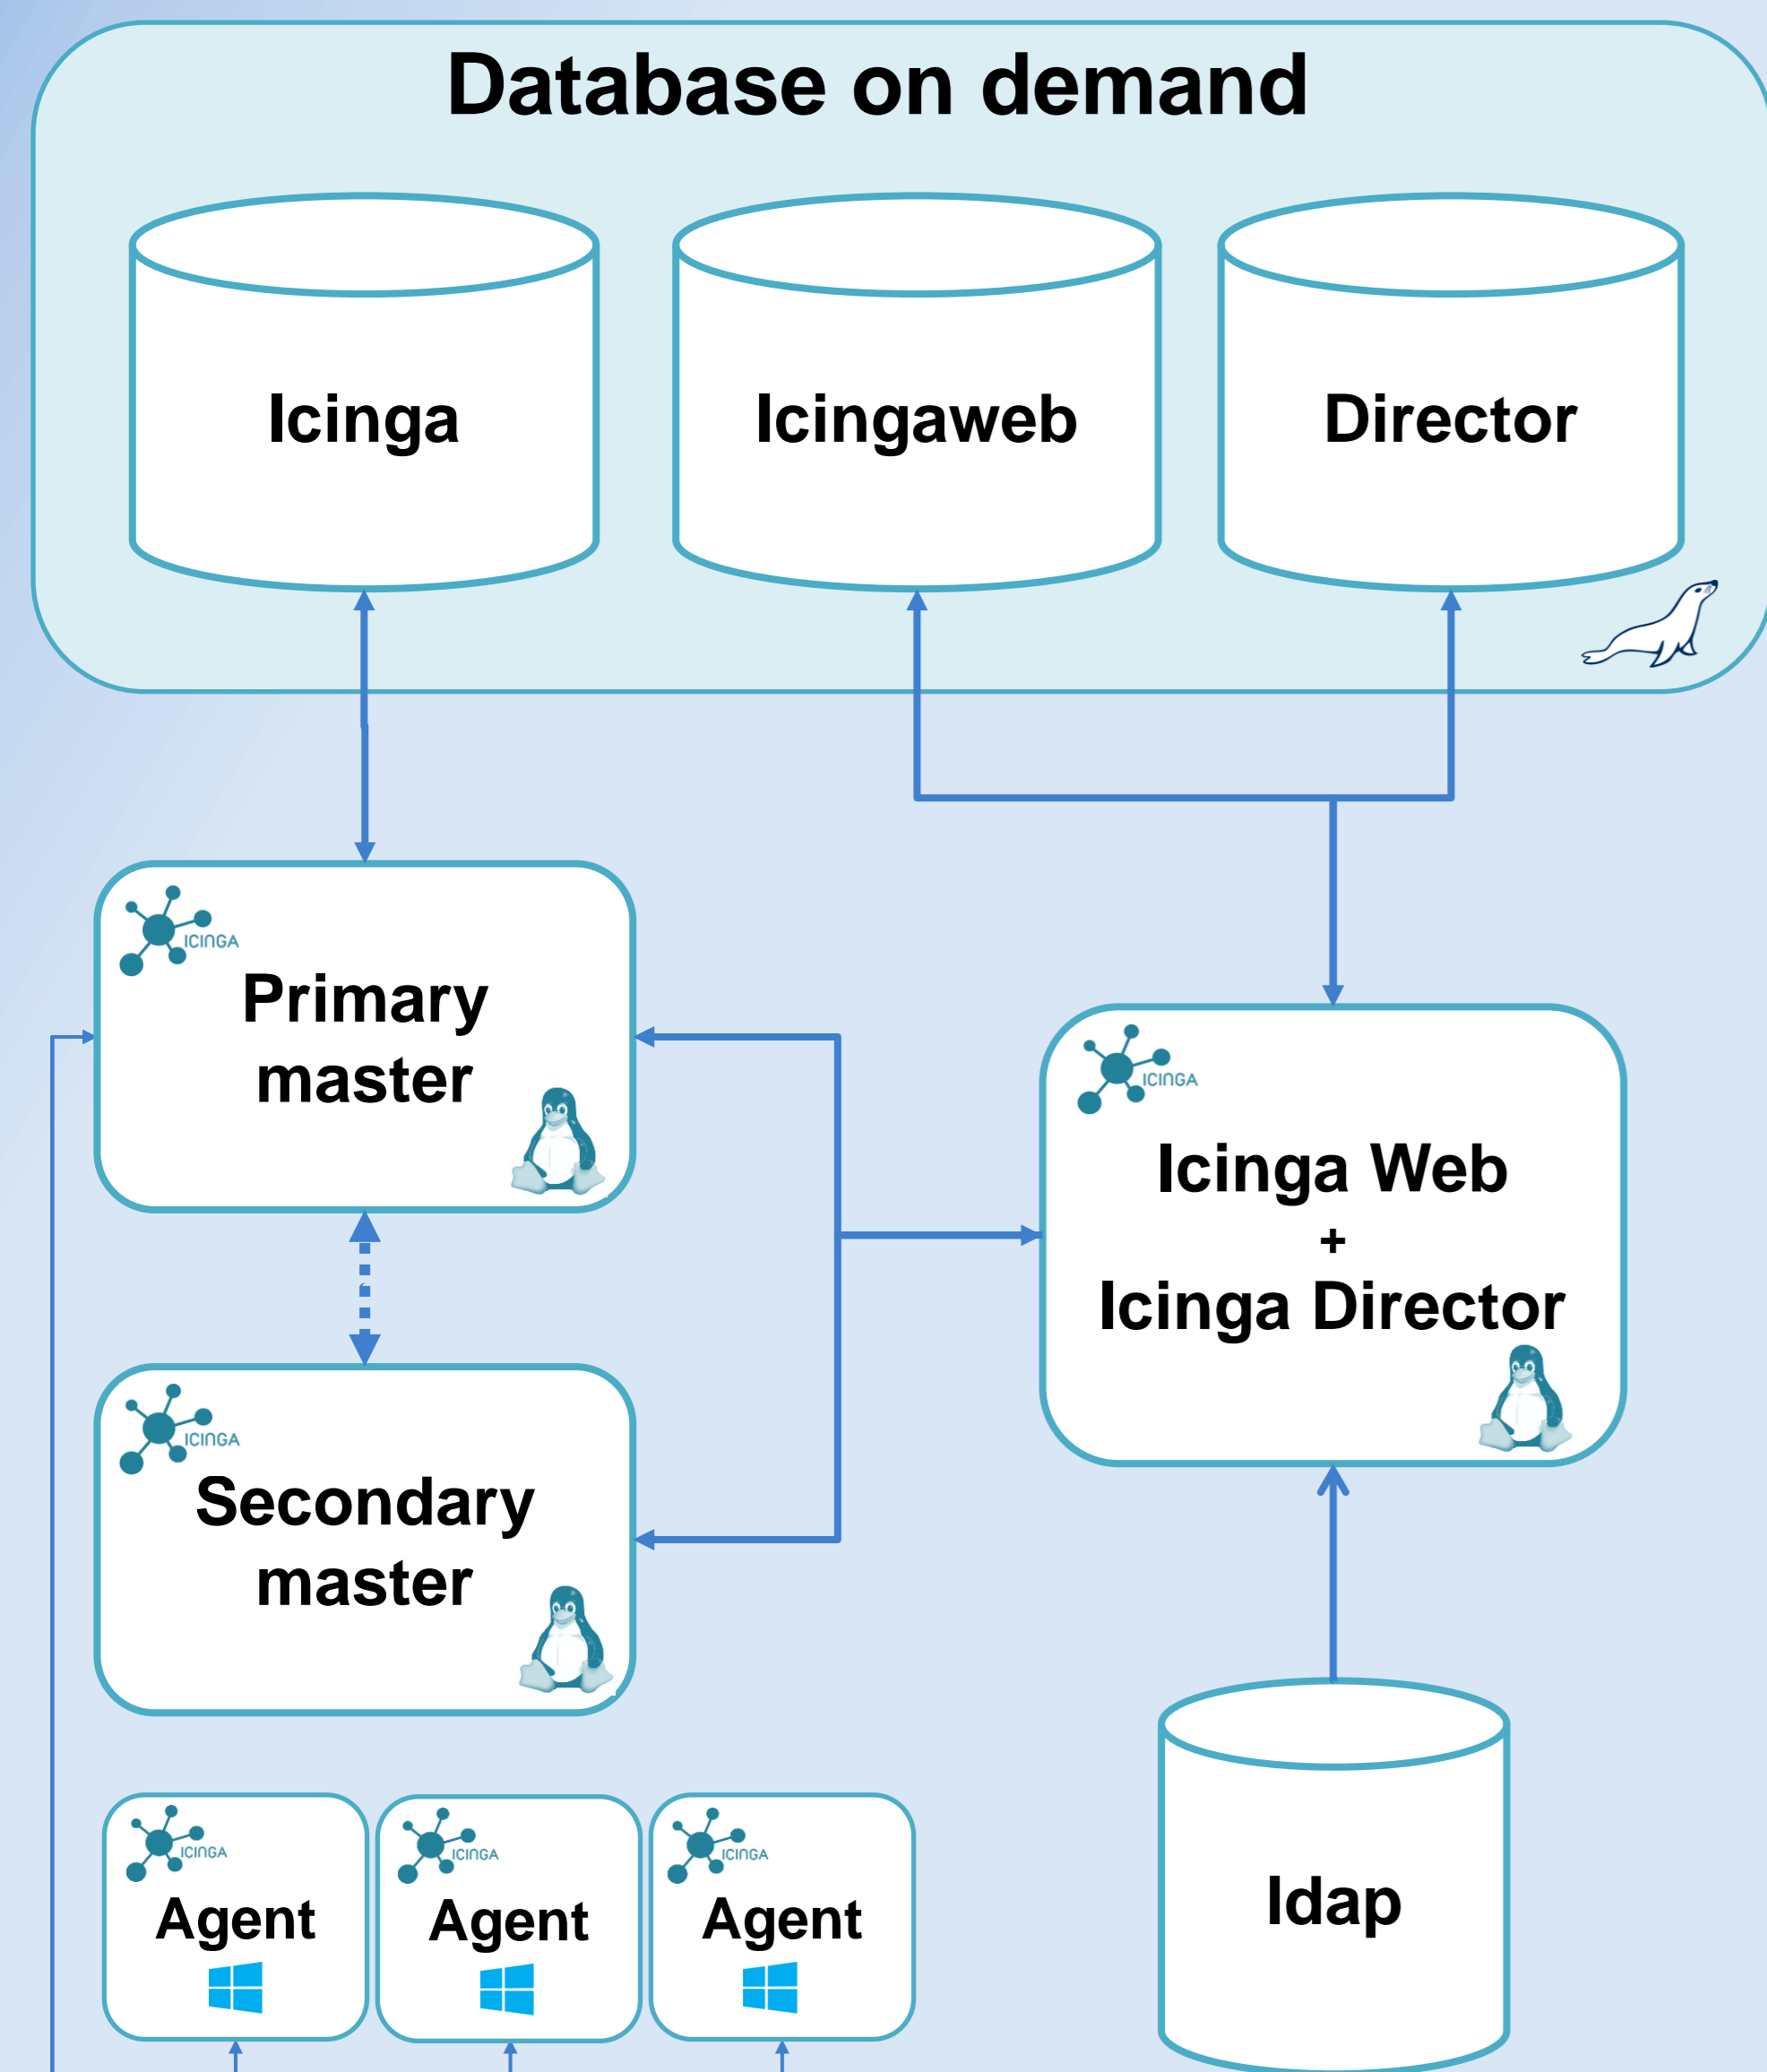 Database on demand
Icinga
Icingaweb
Director
ICINGA
Primary
master
ICINGA
Icinga Web
+
Icinga Director
ICINGA
Secondary
master
ICINGA
Agent
ICINGA
Agent
ICINGA
Agent
ldap